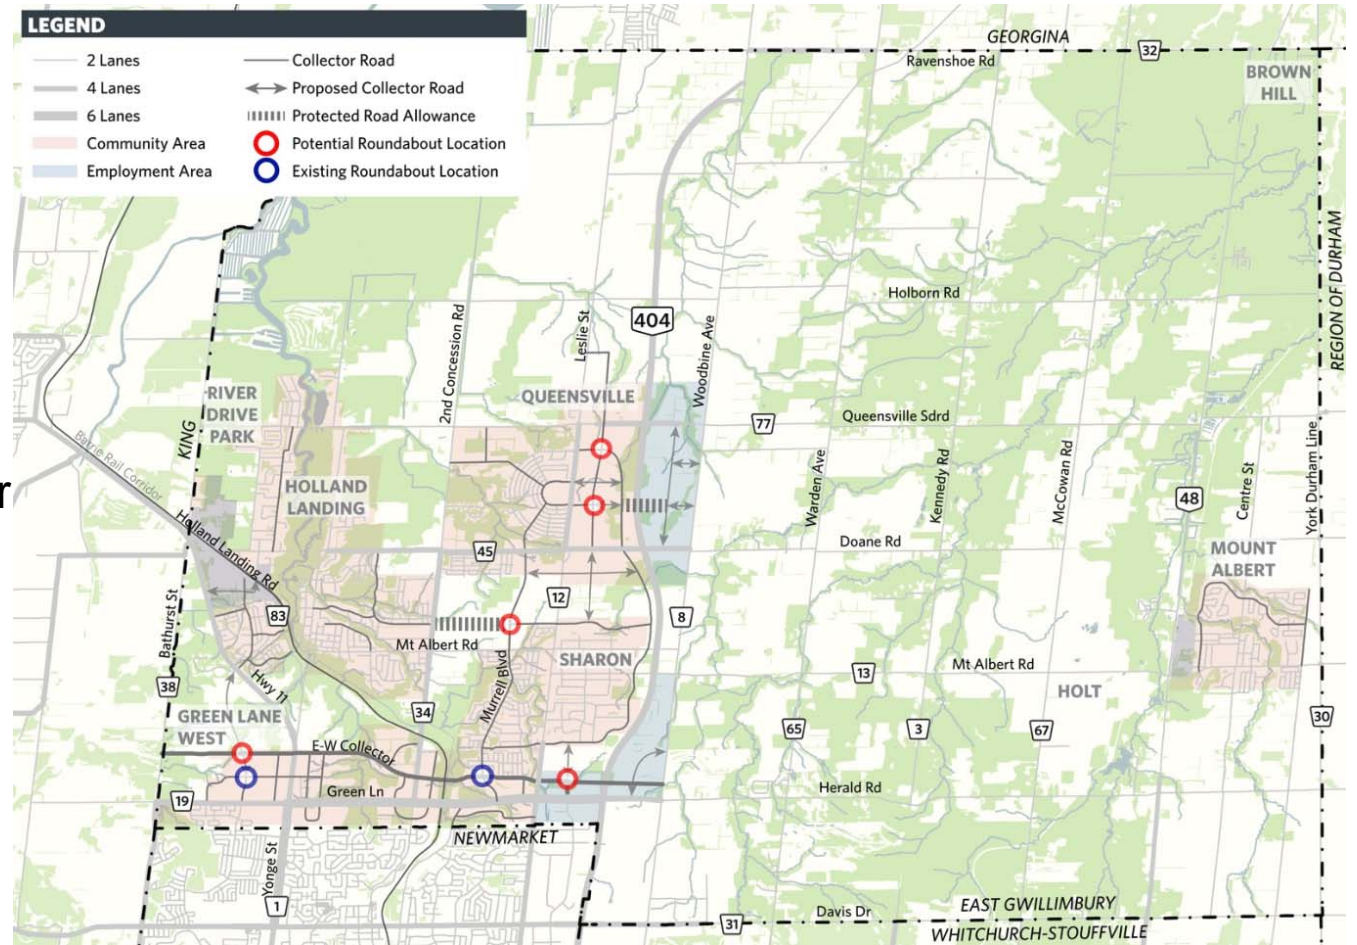 LEGEND
2 Lanes
4 Lanes
6 Lanes
Community Area
Employment Area
Collector Road
Proposed Collector Road
Protected Road Allowance
Potential Roundabout Location
Existing Roundabout Location
GEORGINA
32
Ravenshoe Rd
BROWN
HILL
REGION OF DURHAM
Holborn Rd
404
Leslie St
2nd Concession Rd
Woodbine Ave
QUEENSVILLE
RIVER
DRIVE
PARK
KING
77
Queensville Sdrd
Barrie Rail Corridor
r
HOLLAND
LANDING
Warden Ave
Kennedy Rd
McCowan Rd
48
Centre St
York Durham Line
Holland Landing Rd
45
Doane Rd
MOUNT
ALBERT
Bathurst St
83
12
8
Mt Albert Rd
SHARON
Mt Albert Rd
13
HOLT
38
Hwy 11
Murrell Blvd
34
GREEN LANE
WEST
65
3
67
30
E-W Collector
Green Ln
19
Herald Rd
NEWMARKET
Yonge St
1
31
Davis Dr
EAST GWILLIMBURY
WHITCHURCH-STOUFFVILLE